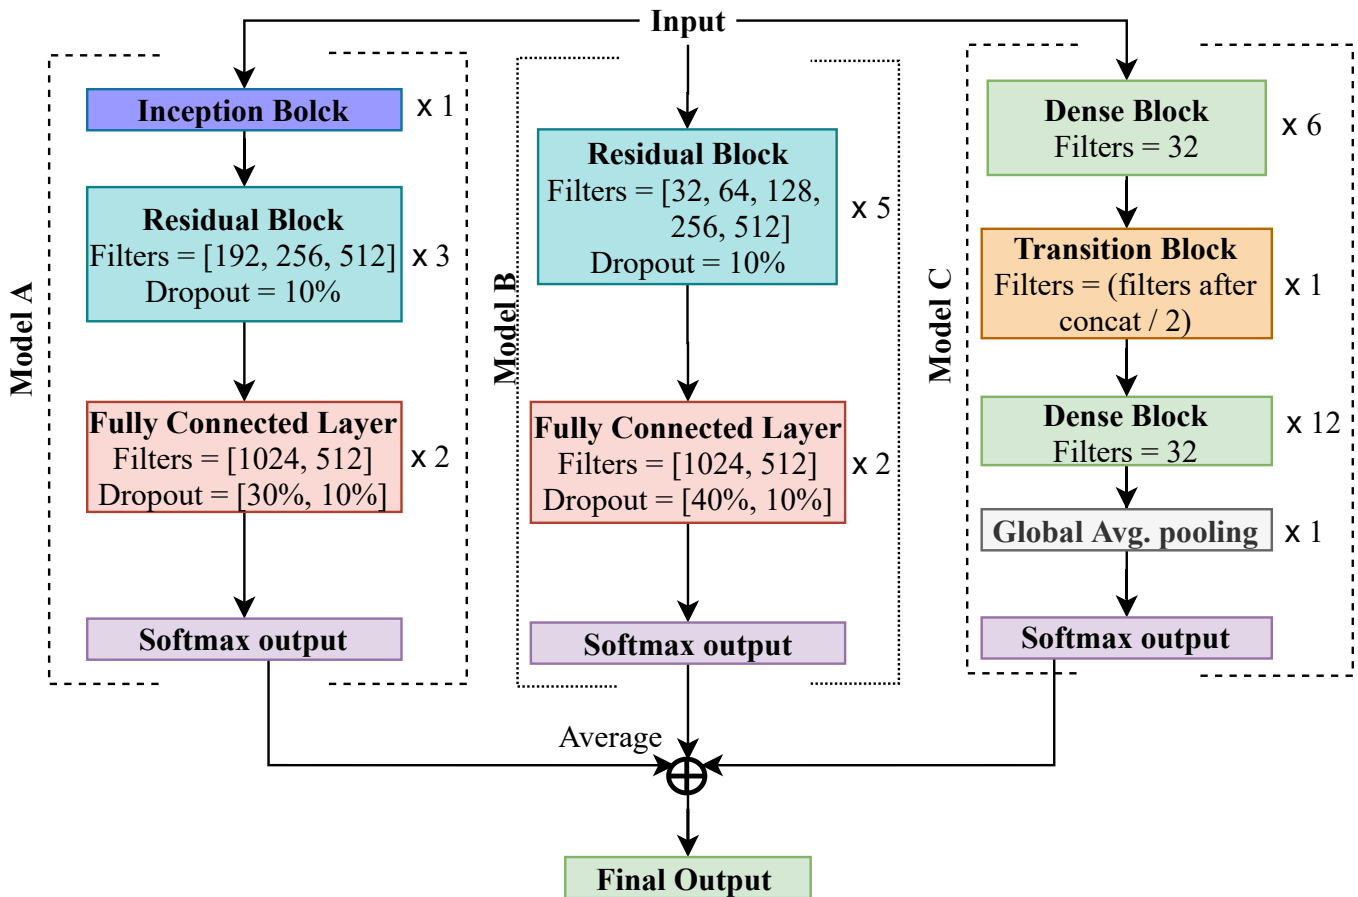 Input
Model A
Inception Bolck
x 1
Residual Block
Filters = [192, 256, 512]
Dropout = 10%
x 3
Fully Connected Layer
Filters = [1024, 512]
Dropout = [30%, 10%]
x 2
Softmax output
Model B
Residual Block
Filters = [32, 64, 128,
256, 512]
Dropout = 10%
x 5
Fully Connected Layer
Filters = [1024, 512]
Dropout = [40%, 10%]
x 2
Softmax output
Model C
Dense Block
Filters = 32
x 6
Transition Block
Filters = (filters after
concat / 2)
x 1
Dense Block
Filters = 32
x 12
Global Avg. pooling
x 1
Softmax output
Average
Final Output